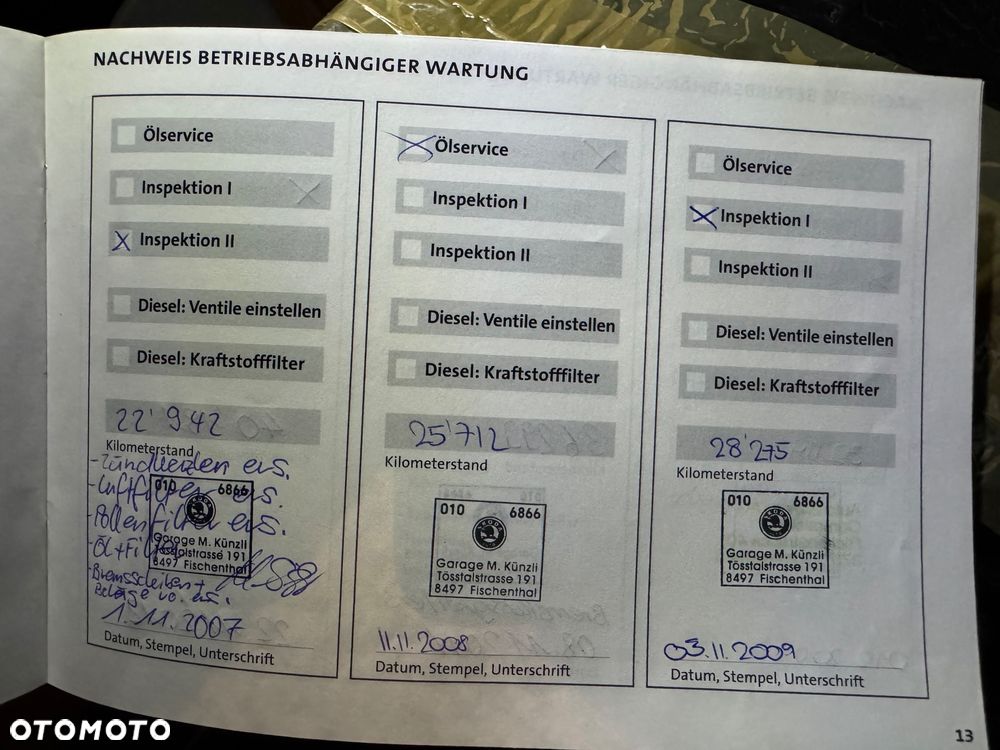 NACHWEIS BETRIEBSABHÄNGIGER WARTUNG
Ölservice
Inspektion I
X Inspektion II
Diesel: Ventile einstellen
Diesel: Kraftstofffilter
22'942
Kilometerstand
- Zündkerzen ers.
- Luftfilter ers.
- Pollenfilter ers.
- Öl + Filter
- Bremsscheiben +
Beläge vo. ers.
010 6866
SKODA
Garage M. Künzli
Tösstalstrasse 191
8497 Fischenthal
1.11.2007
Datum, Stempel, Unterschrift
X Ölservice
Inspektion I
Inspektion II
Diesel: Ventile einstellen
Diesel: Kraftstofffilter
25'712
Kilometerstand
010 6866
SKODA
Garage M. Künzli
Tösstalstrasse 191
8497 Fischenthal
11.11.2008
Datum, Stempel, Unterschrift
Ölservice
X Inspektion I
Inspektion II
Diesel: Ventile einstellen
Diesel: Kraftstofffilter
28'275
Kilometerstand
010 6866
SKODA
Garage M. Künzli
Tösstalstrasse 191
8497 Fischenthal
03.11.2009
Datum, Stempel, Unterschrift
13
OTOMOTO